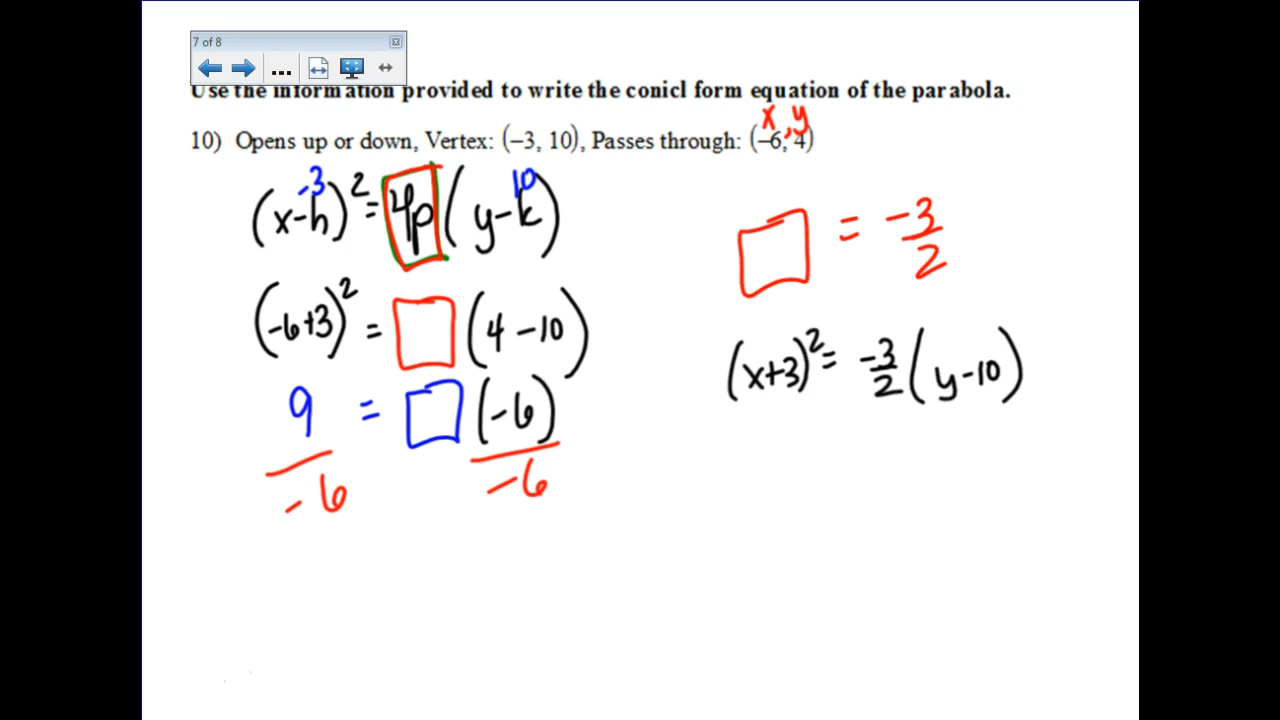 7 of 8
Use the information provided to write the conicl form equation of the parabola.
x, y
10) Opens up or down, Vertex: (−3, 10), Passes through: (−6, 4)
-3 10
(x-h)² = 4p(y-k)
(-6+3)² = □(4-10)
9 = □(-6)
-6 -6
□ = -3/2
(x+3)² = -3/2(y-10)